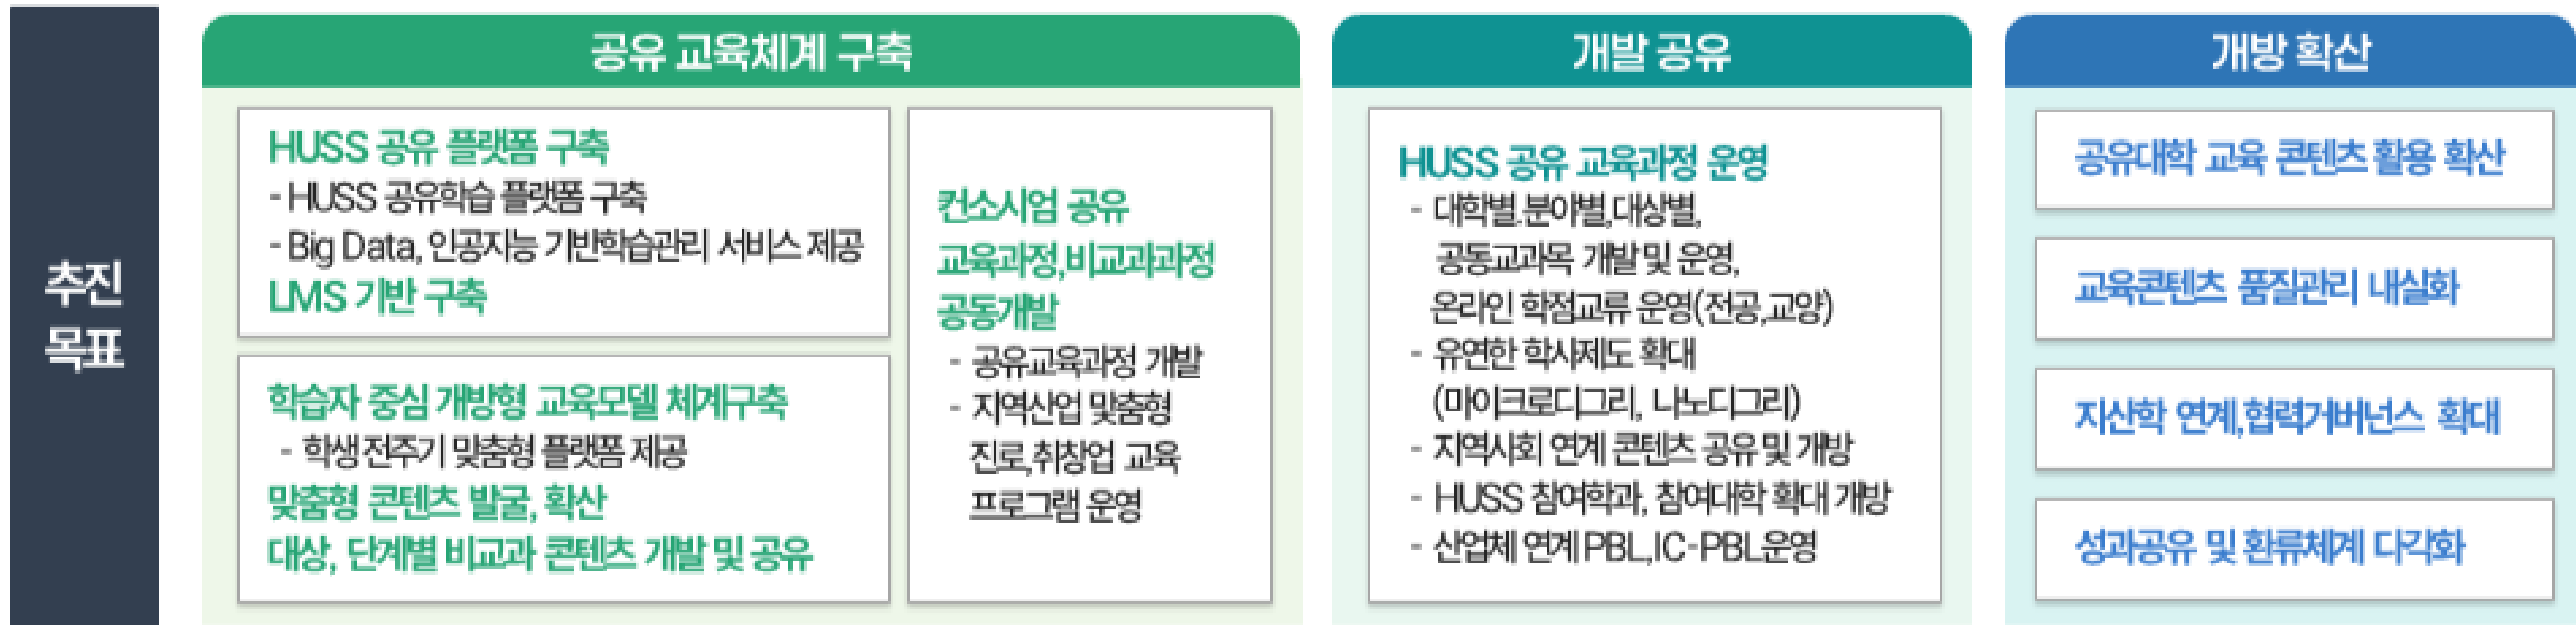 추진
목표
공유 교육체계 구축
HUSS 공유 플랫폼 구축
- HUSS 공유학습 플랫폼 구축
- Big Data, 인공지능 기반학습관리 서비스 제공
LMS 기반 구축
학습자 중심 개방형 교육모델 체계구축
- 학생전주기 맞춤형 플랫폼 제공
맞춤형 콘텐츠 발굴, 확산
대상, 단계별 비교과 콘텐츠 개발 및 공유
컨소시엄 공유
교육과정,비교과과정
공동개발
- 공유교육과정 개발
- 지역산업 맞춤형
진로,취창업 교육
프로그램 운영
개발 공유
HUSS 공유 교육과정 운영
- 대학별.분야별,대상별,
공동교과목 개발 및 운영,
온라인 학점교류 운영(전공,교양)
- 유연한 학사제도 확대
(마이크로디그리, 나노디그리)
- 지역사회 연계 콘텐츠 공유 및 개방
- HUSS 참여학과, 참여대학 확대 개방
- 산업체 연계 PBL,IC-PBL운영
개방 확산
공유대학 교육 콘텐츠 활용 확산
교육콘텐츠 품질관리 내실화
지산학 연계,협력거버넌스 확대
성과공유 및 환류체계 다각화